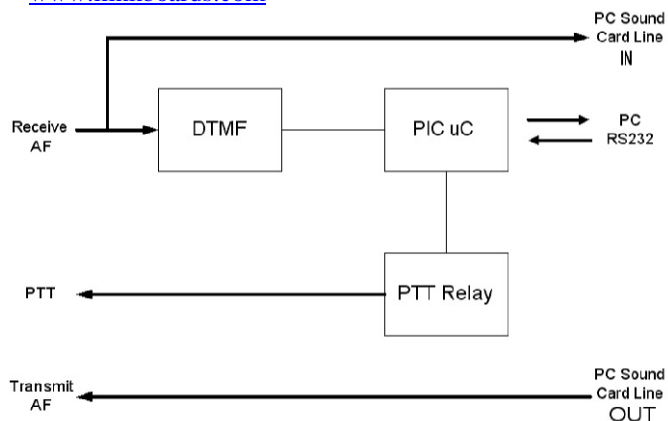 PC Sound
Card Line
IN
Receive
AF
DTMF
PIC uC
PC
RS232
PTT
PTT Relay
Transmit
AF
PC Sound
Card Line
OUT